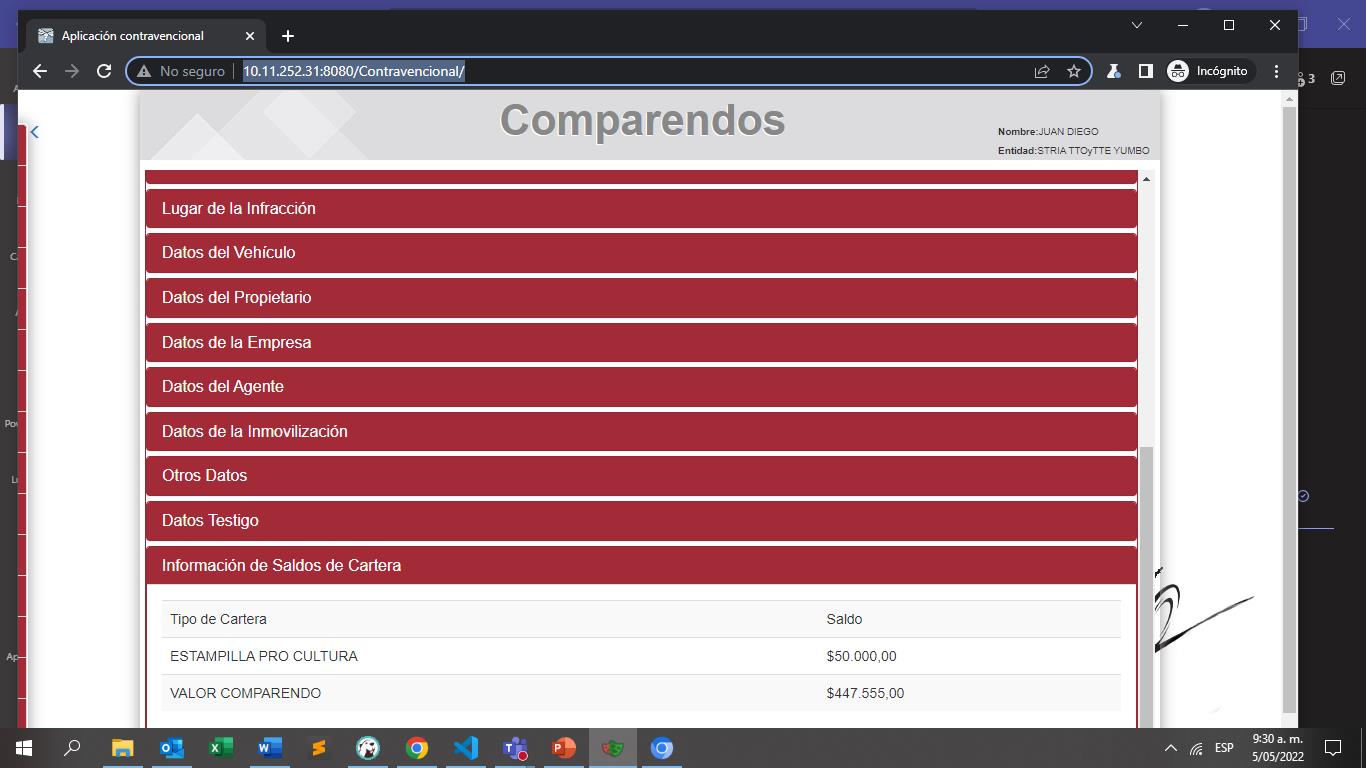 Aplicación contravencional
No seguro
10.11.252.31:8080/Contravencional/
Incógnito
3
Comparendos
Nombre:JUAN DIEGO
Entidad:STRIA TTOyTTE YUMBO
Lugar de la Infracción
Datos del Vehículo
Datos del Propietario
Datos de la Empresa
Datos del Agente
Datos de la Inmovilización
Otros Datos
Datos Testigo
Información de Saldos de Cartera
Tipo de Cartera Saldo
ESTAMPILLA PRO CULTURA $50.000,00
VALOR COMPARENDO $447.555,00
ESP
9:30 a. m.
5/05/2022